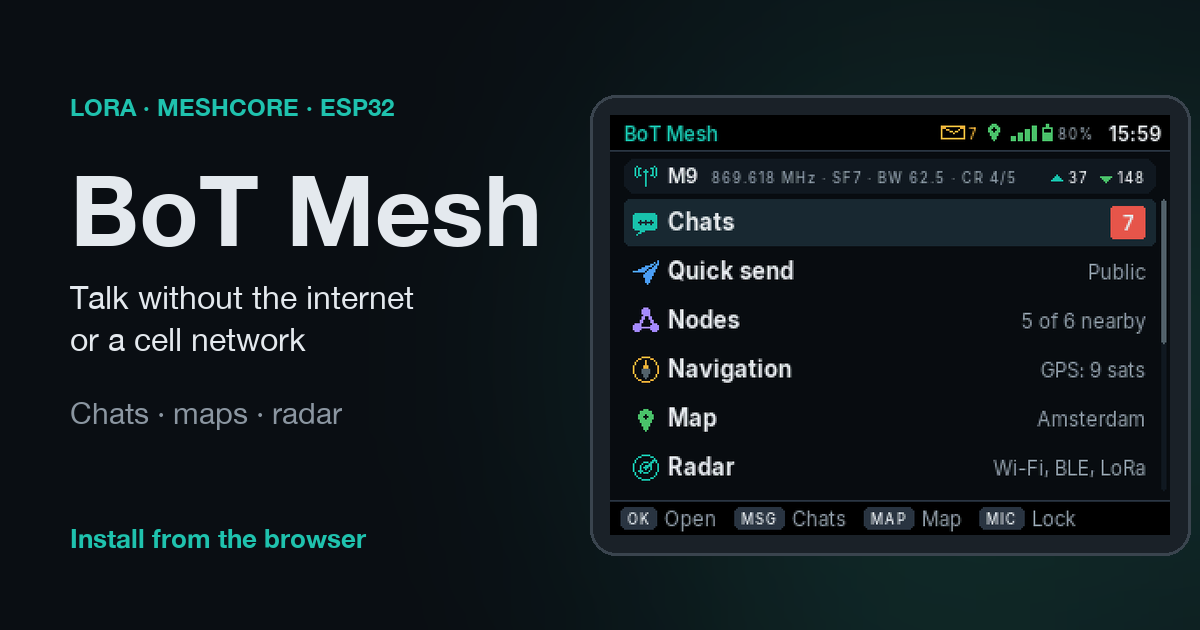 LORA · MESHCORE · ESP32
BoT Mesh
Talk without the internet
or a cell network
Chats · maps · radar
Install from the browser
BoT Mesh 7 80% 15:59
M9 869.618 MHz · SF7 · BW 62.5 · CR 4/5 37 148
Chats 7
Quick send Public
Nodes 5 of 6 nearby
Navigation GPS: 9 sats
Map Amsterdam
Radar Wi-Fi, BLE, LoRa
OK Open MSG Chats MAP Map MIC Lock